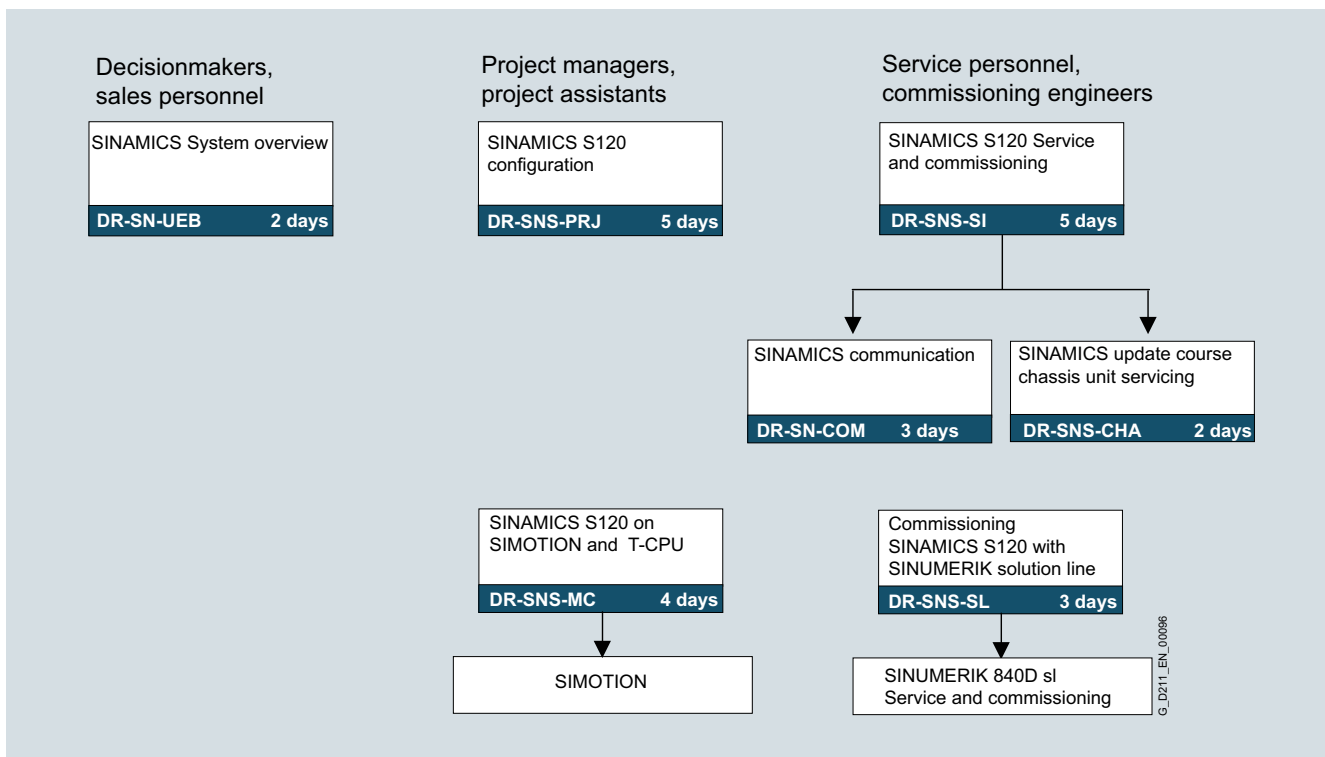 Decisionmakers,
sales personnel
SINAMICS System overview
DR-SN-UEB 2 days
Project managers,
project assistants
SINAMICS S120
configuration
DR-SNS-PRJ 5 days
Service personnel,
commissioning engineers
SINAMICS S120 Service
and commissioning
DR-SNS-SI 5 days
SINAMICS communication
DR-SN-COM 3 days
SINAMICS update course
chassis unit servicing
DR-SNS-CHA 2 days
SINAMICS S120 on
SIMOTION and T-CPU
DR-SNS-MC 4 days
SIMOTION
Commissioning
SINAMICS S120 with
SINUMERIK solution line
DR-SNS-SL 3 days
SINUMERIK 840D sl
Service and commissioning
G_D211_EN_00096